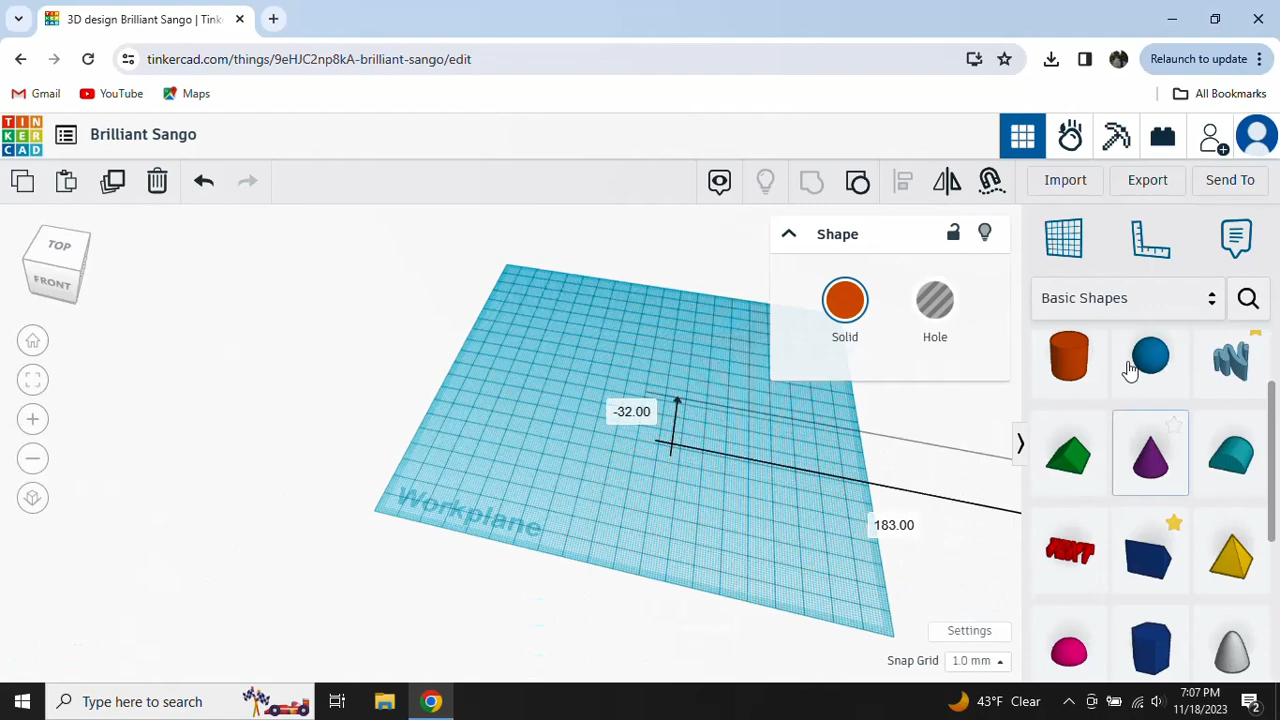 3D design Brilliant Sango | Tink
tinkercad.com/things/9eHJC2np8kA-brilliant-sango/edit
Relaunch to update
Gmail
YouTube
Maps
All Bookmarks
TIN
KER
CAD
Brilliant Sango
Import
Export
Send To
TOP
FRONT
Shape
Solid
Hole
Basic Shapes
-32.00
183.00
Workplane
TEXT
Settings
Snap Grid
1.0 mm
Type here to search
43°F Clear
7:07 PM
11/18/2023
2